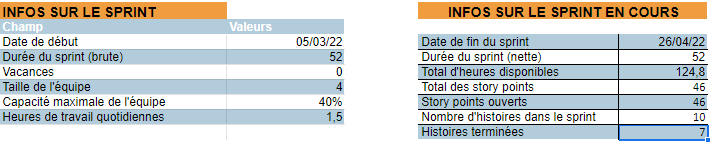 INFOS SUR LE SPRINT
Champ Valeurs
Date de début 05/03/22
Durée du sprint (brute) 52
Vacances 0
Taille de l'équipe 4
Capacité maximale de l'équipe 40%
Heures de travail quotidiennes 1,5
INFOS SUR LE SPRINT EN COURS
Date de fin du sprint 26/04/22
Durée du sprint (nette) 52
Total d'heures disponibles 124,8
Total des story points 46
Story points ouverts 46
Nombre d'histoires dans le sprint 10
Histoires terminées 7